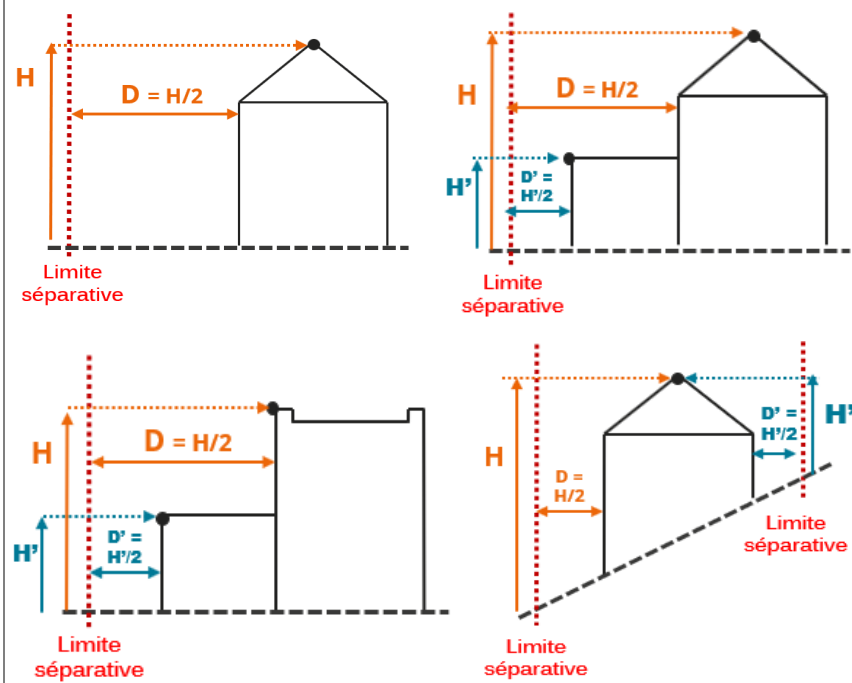 H
D = H/2
Limite
séparative
H
D = H/2
H’
D’ =
H’/2
Limite
séparative
H
D = H/2
H’
D’ =
H’/2
Limite
séparative
H
D =
H/2
D’ =
H’/2
H’
Limite
séparative
Limite
séparative